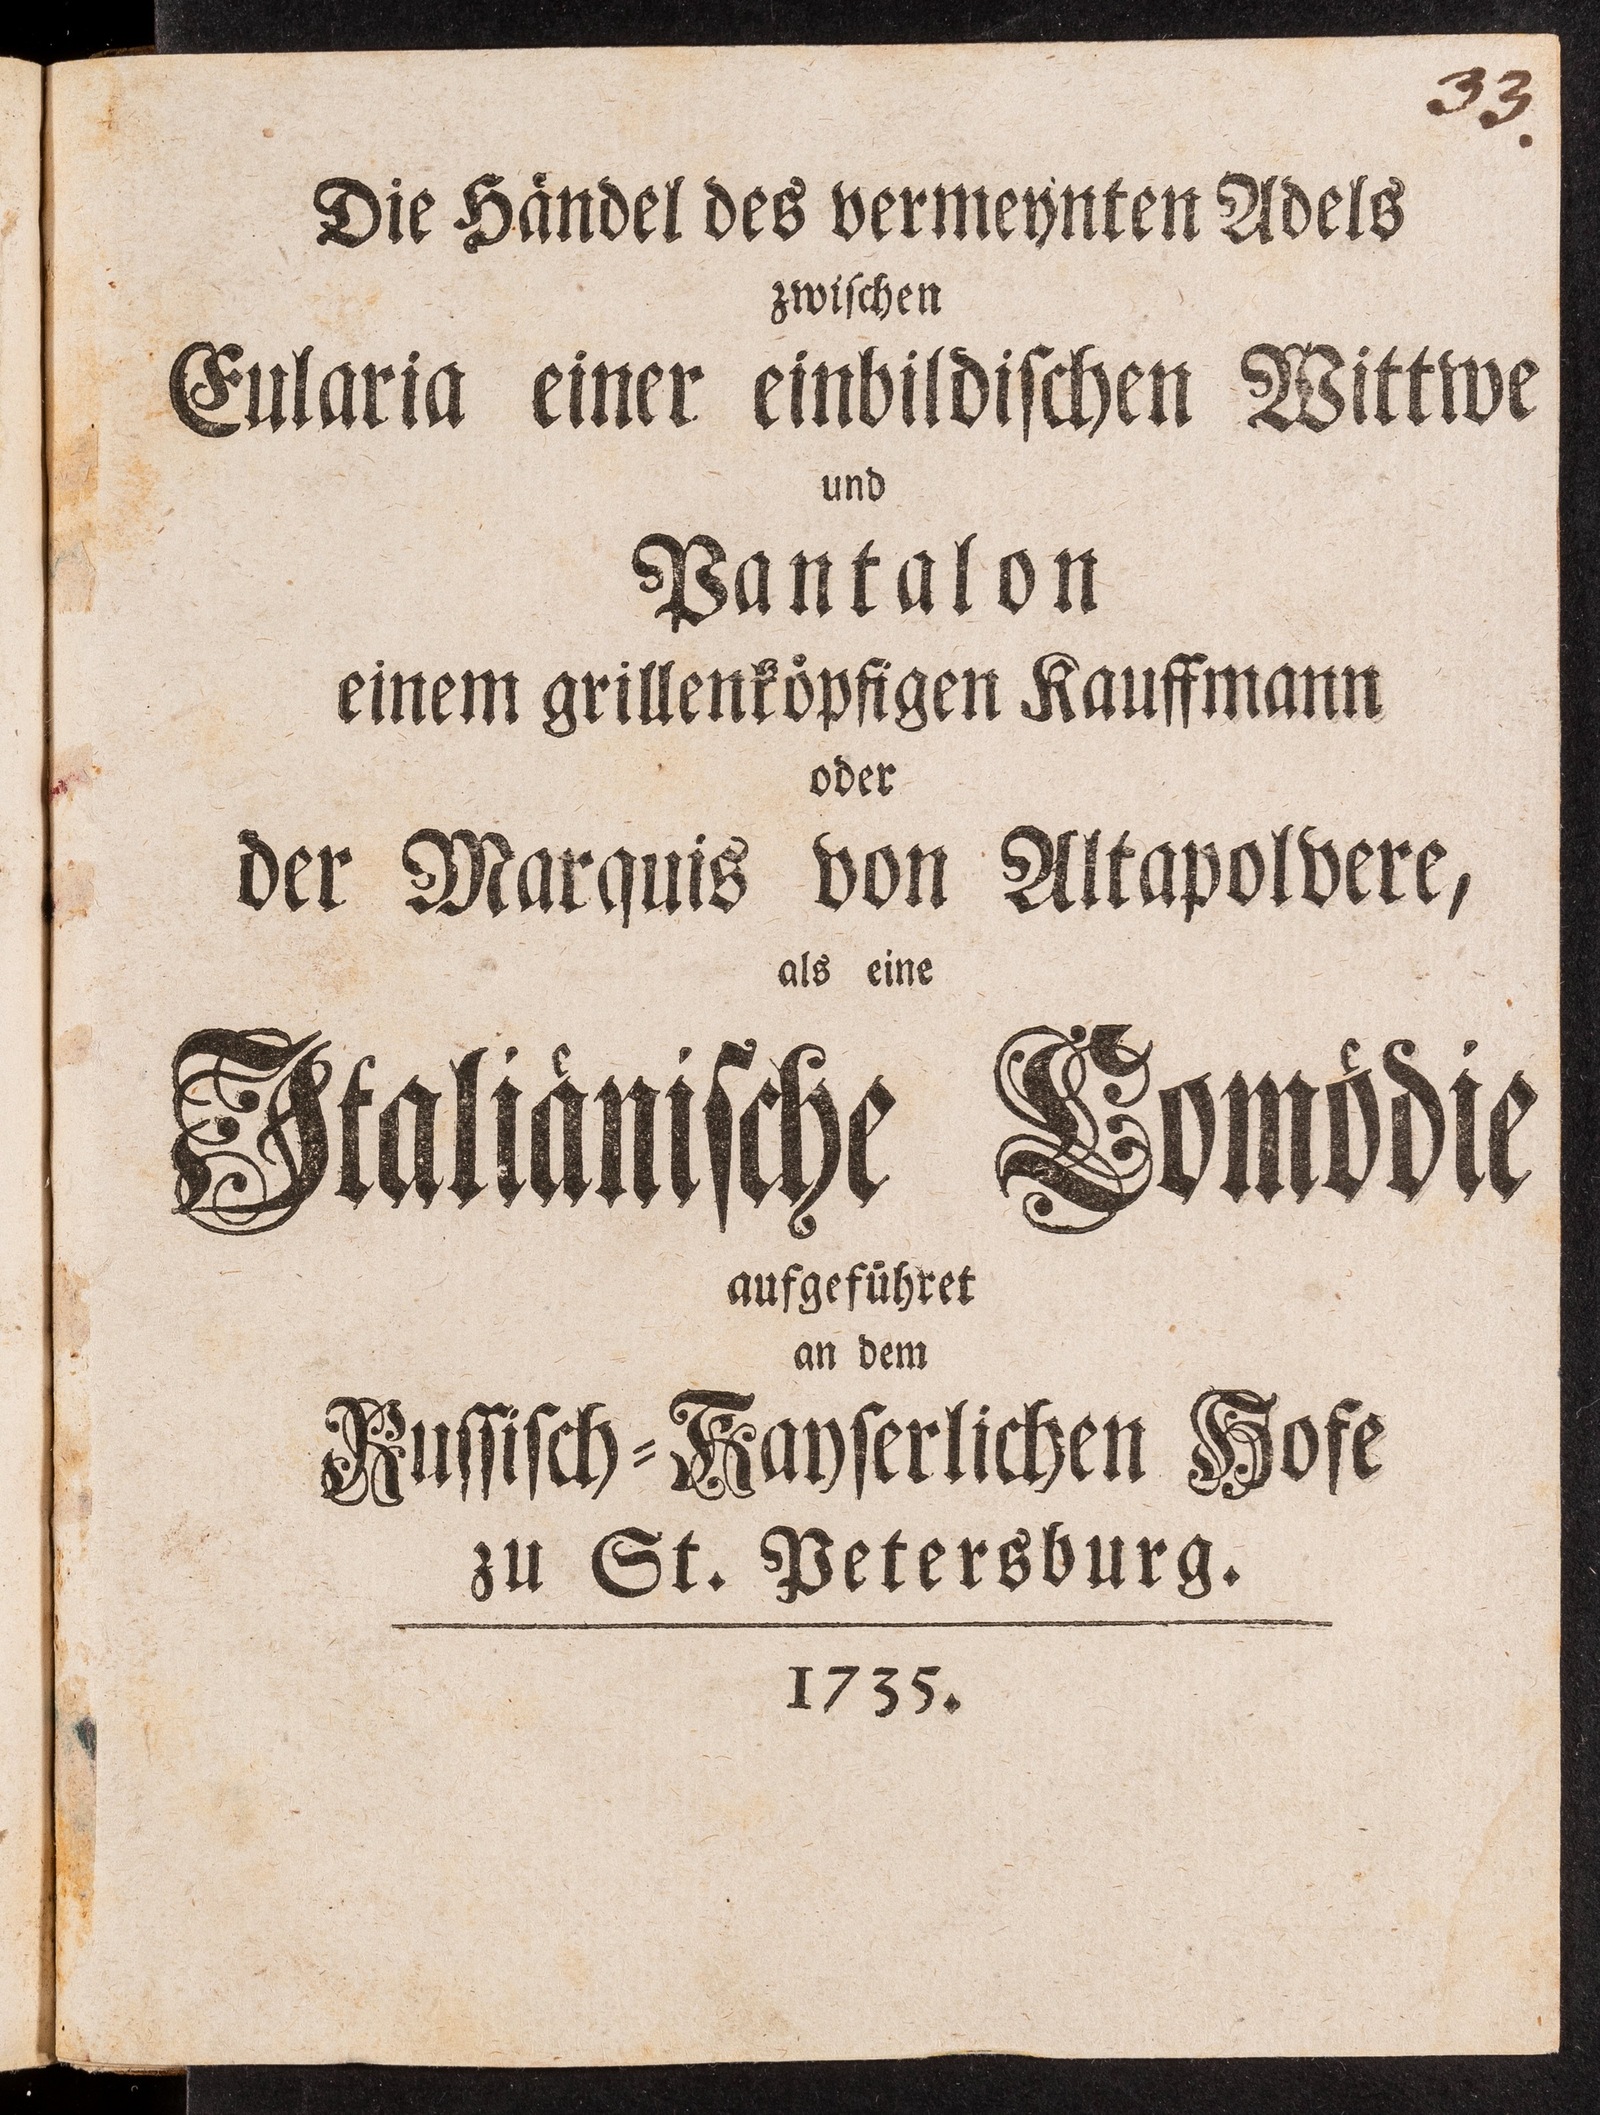 33.
Die Händel des vermeynten Adels
zwischen
Eularia einer einbildischen Wittwe
und
Pantalon
einem grillenköpfigen Kauffmann
oder
der Marquis von Altapolvere,
als eine
Italiänische Comödie
aufgeführet
an dem
Russisch-Kayserlichen Hofe
zu St. Petersburg.
1735.